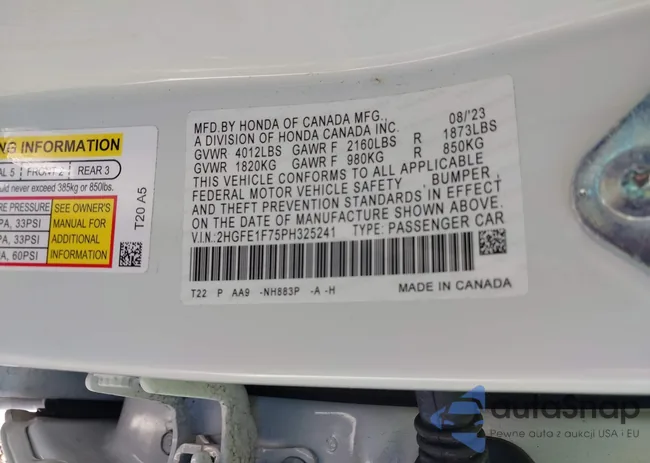 NG INFORMATION
AL 5 FRONT 2 REAR 3
ould never exceed 385kg or 850lbs.
E PRESSURE
A, 33PSI
A, 33PSI
A, 60PSI
SEE OWNER'S
MANUAL FOR
ADDITIONAL
INFORMATION
T20 A5
MFD.BY HONDA OF CANADA MFG. 08/'23
A DIVISION OF HONDA CANADA INC.
GVWR 4012LBS GAWR F 2160LBS R 1873LBS
GVWR 1820KG GAWR F 980KG R 850KG
THIS VEHICLE CONFORMS TO ALL APPLICABLE
FEDERAL MOTOR VEHICLE SAFETY , BUMPER ,
AND THEFT PREVENTION STANDARDS IN EFFECT
ON THE DATE OF MANUFACTURE SHOWN ABOVE.
V.I.N.:2HGFE1F75PH325241 TYPE: PASSENGER CAR
T22 P AA9 -NH883P -A -H MADE IN CANADA
autaSnap
Pewne auta z aukcji USA i EU